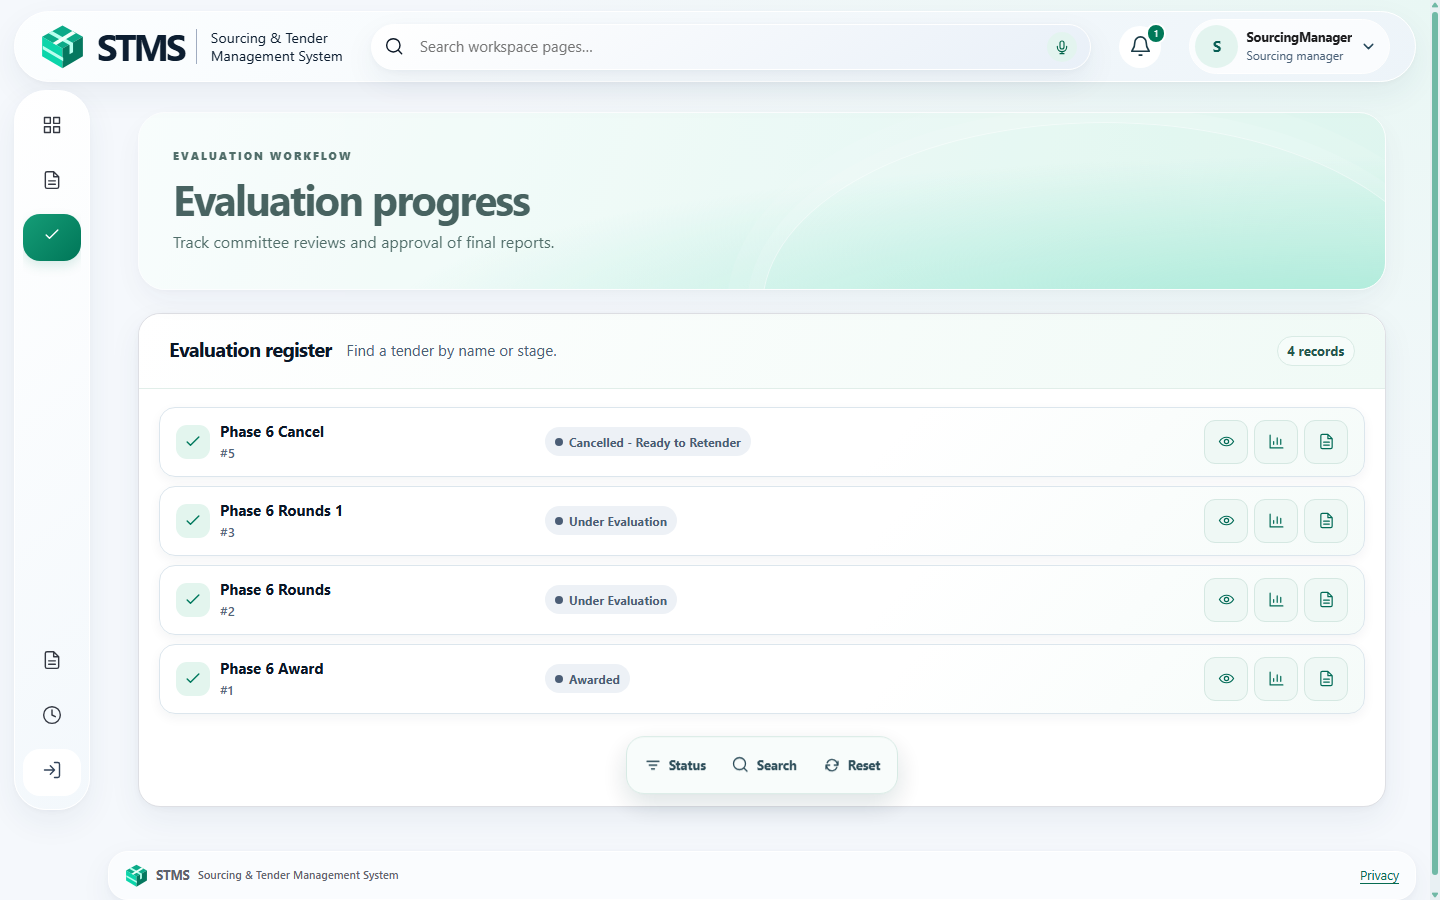 STMS
Sourcing & Tender
Management System
Search workspace pages...
1
S
SourcingManager
Sourcing manager
EVALUATION WORKFLOW
Evaluation progress
Track committee reviews and approval of final reports.
Evaluation register
Find a tender by name or stage.
4 records
Phase 6 Cancel
#5
Cancelled - Ready to Retender
Phase 6 Rounds 1
#3
Under Evaluation
Phase 6 Rounds
#2
Under Evaluation
Phase 6 Award
#1
Awarded
Status
Search
Reset
STMS
Sourcing & Tender Management System
Privacy